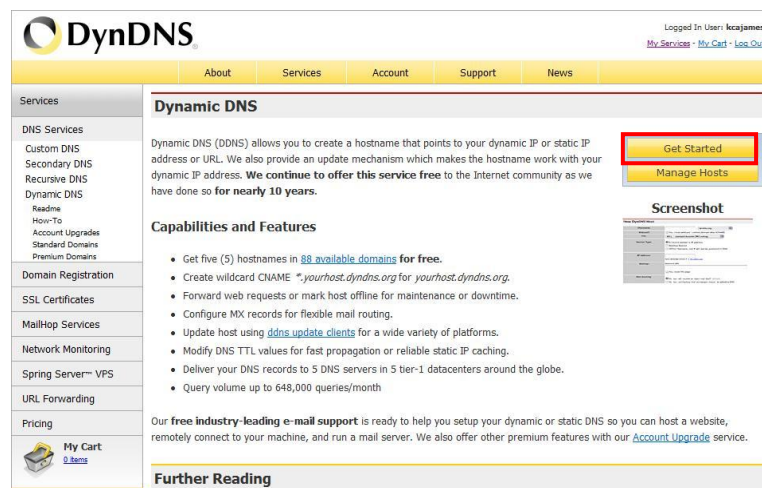 DynDNS
Logged In User: kcajames
My Services - My Cart - Log Ou
About Services Account Support News
Services
DNS Services
Custom DNS
Secondary DNS
Recursive DNS
Dynamic DNS
Readme
How-To
Account Upgrades
Standard Domains
Premium Domains
Domain Registration
SSL Certificates
MailHop Services
Network Monitoring
Spring Server™ VPS
URL Forwarding
Pricing
My Cart
0 items
Dynamic DNS
Dynamic DNS (DDNS) allows you to create a hostname that points to your dynamic IP or static IP
address or URL. We also provide an update mechanism which makes the hostname work with your
dynamic IP address. We continue to offer this service free to the Internet community as we
have done so for nearly 10 years.
Get Started
Manage Hosts
Screenshot
Capabilities and Features
• Get five (5) hostnames in 88 available domains for free.
• Create wildcard CNAME *.yourhost.dyndns.org for yourhost.dyndns.org.
• Forward web requests or mark host offline for maintenance or downtime.
• Configure MX records for flexible mail routing.
• Update host using ddns update clients for a wide variety of platforms.
• Modify DNS TTL values for fast propagation or reliable static IP caching.
• Deliver your DNS records to 5 DNS servers in 5 tier-1 datacenters around the globe.
• Query volume up to 648,000 queries/month
Our free industry-leading e-mail support is ready to help you setup your dynamic or static DNS so you can host a website,
remotely connect to your machine, and run a mail server. We also offer other premium features with our Account Upgrade service.
Further Reading